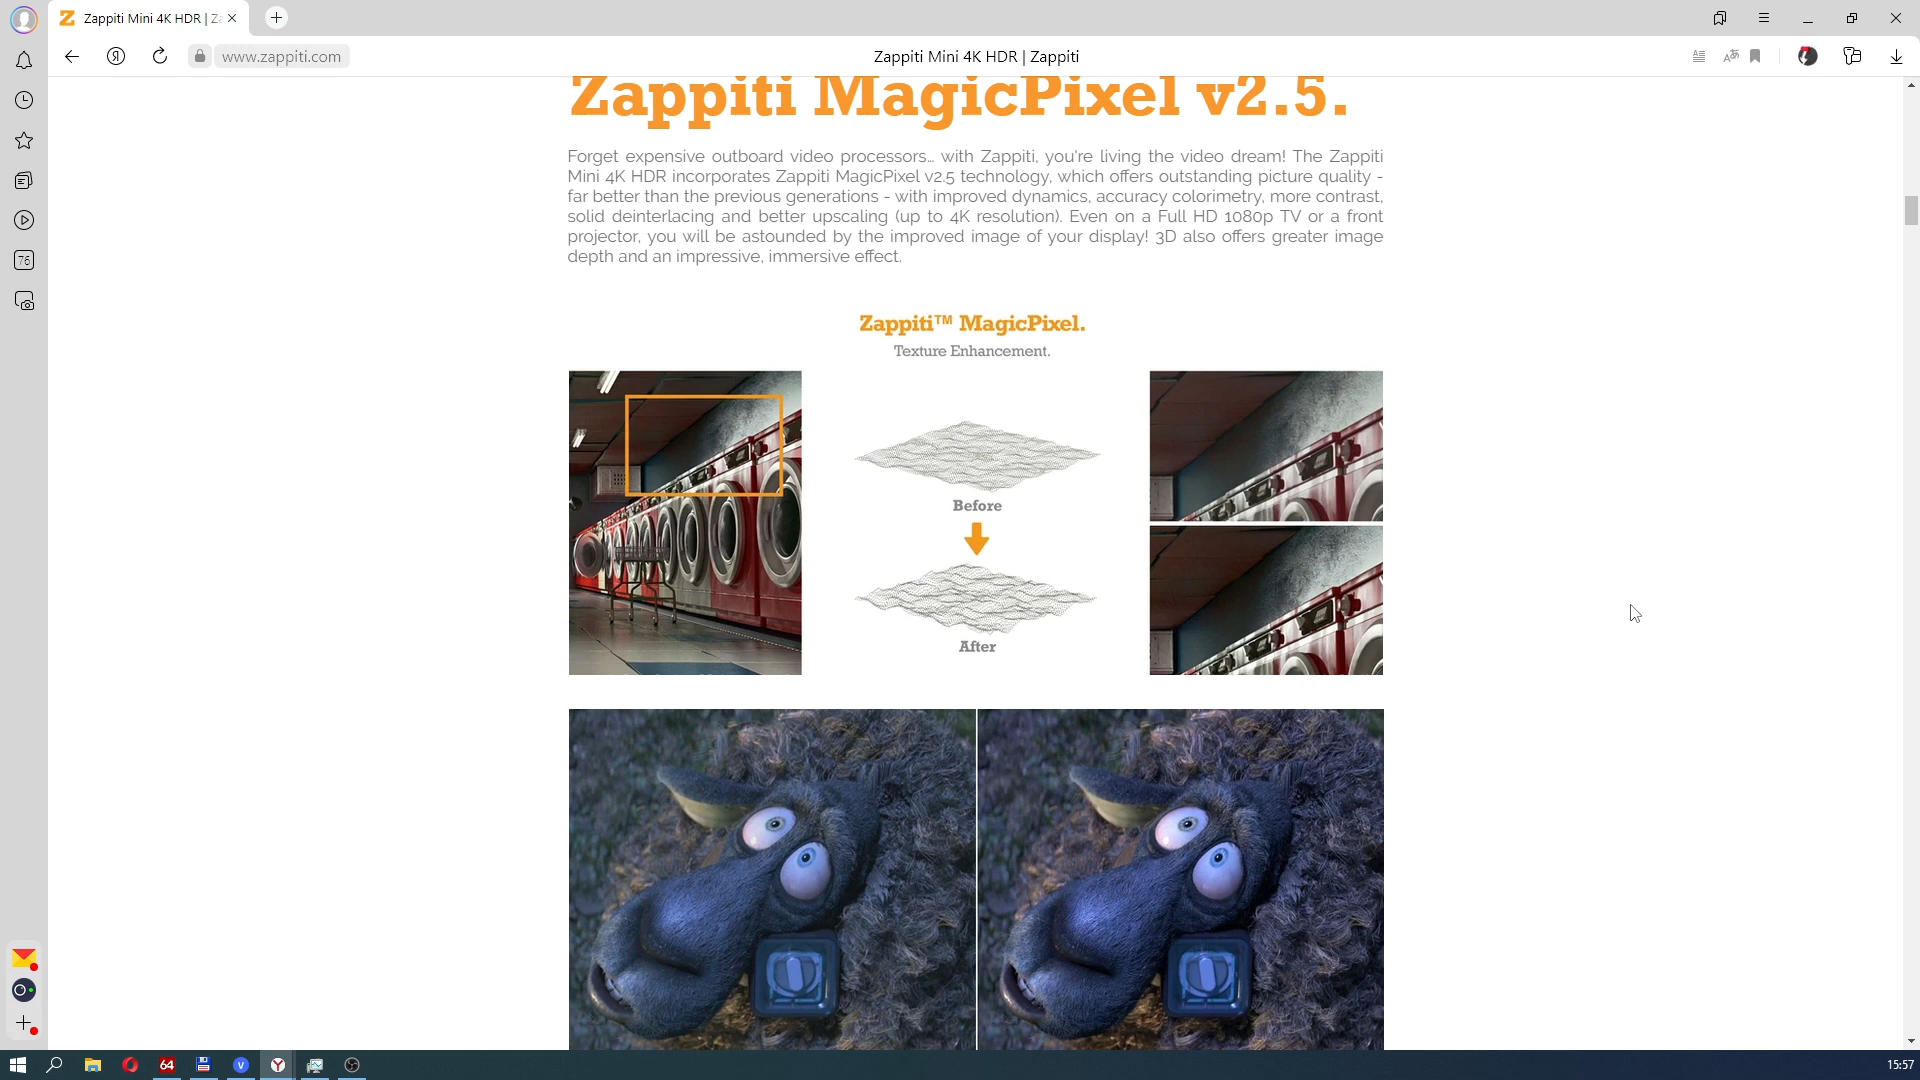 Zappiti Mini 4K HDR | Za
www.zappiti.com
Zappiti Mini 4K HDR | Zappiti
Zappiti MagicPixel v2.5.
Forget expensive outboard video processors... with Zappiti, you're living the video dream! The Zappiti
Mini 4K HDR incorporates Zappiti MagicPixel v2.5 technology, which offers outstanding picture quality -
far better than the previous generations - with improved dynamics, accuracy colorimetry, more contrast,
solid deinterlacing and better upscaling (up to 4K resolution). Even on a Full HD 1080p TV or a front
projector, you will be astounded by the improved image of your display! 3D also offers greater image
depth and an impressive, immersive effect.
76
Zappiti™ MagicPixel.
Texture Enhancement.
Before
After
64
15:57